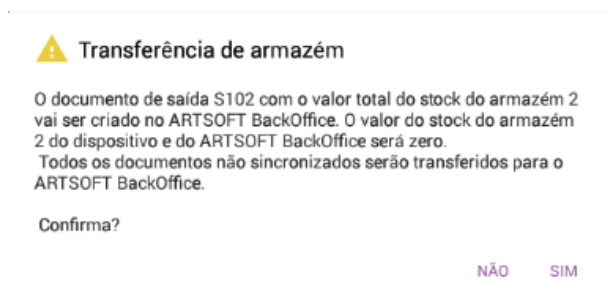 Transferência de armazém
O documento de saída S102 com o valor total do stock do armazém 2
vai ser criado no ARTSOFT BackOffice. O valor do stock do armazém
2 do dispositivo e do ARTSOFT BackOffice será zero.
Todos os documentos não sincronizados serão transferidos para o
ARTSOFT BackOffice.
Confirma?
NÃO SIM